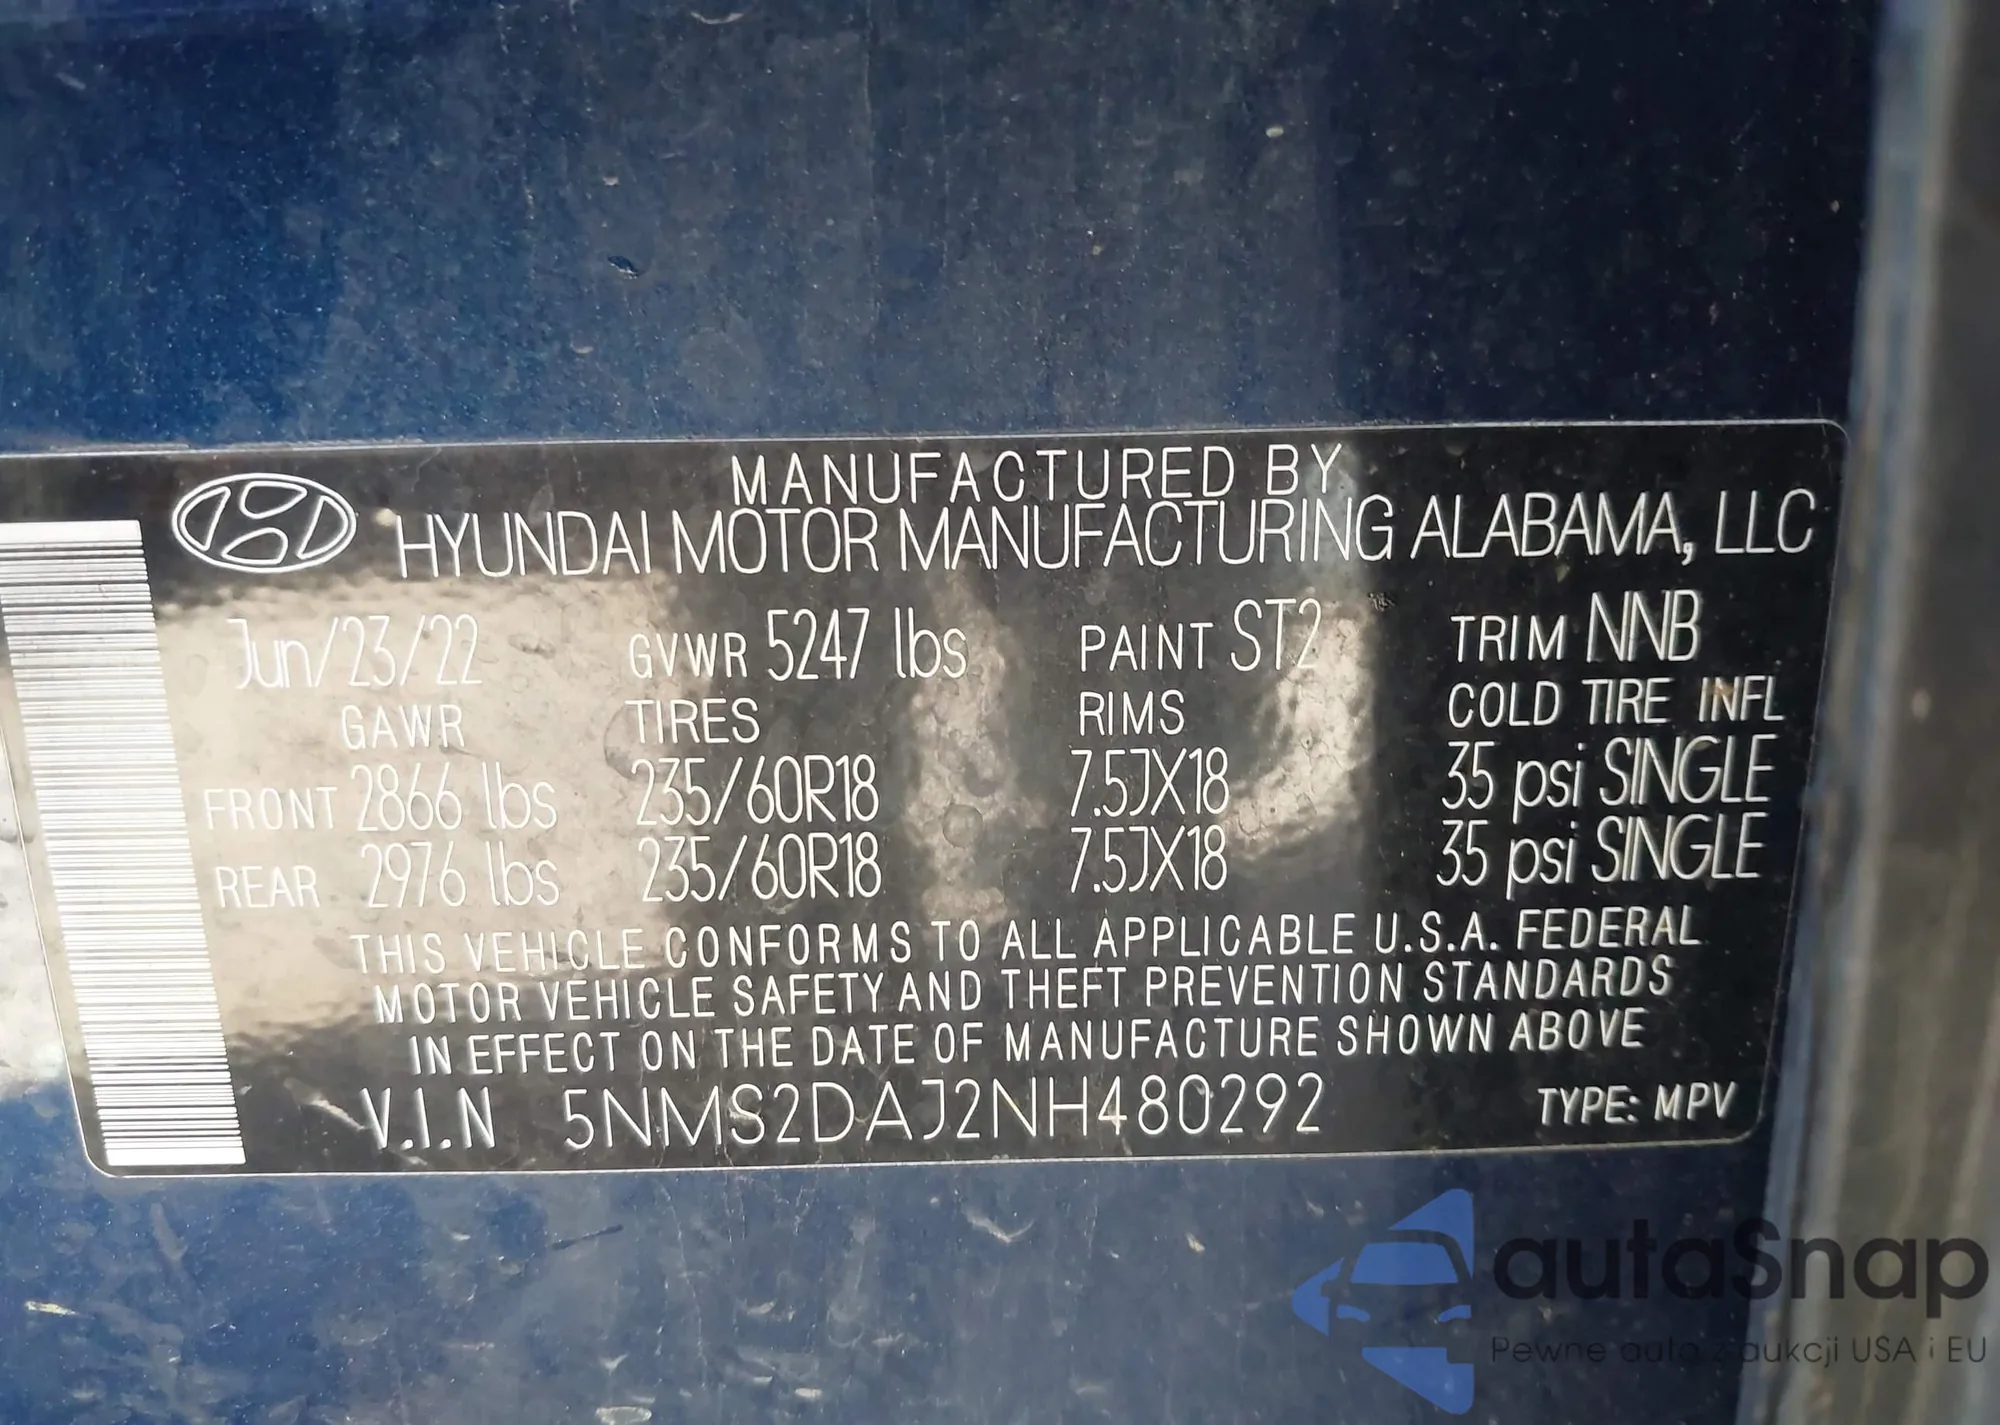 MANUFACTURED BY
HYUNDAI MOTOR MANUFACTURING ALABAMA, LLC
Jun/23/22 GVWR 5247 lbs PAINT ST2 TRIM NNB
GAWR TIRES RIMS COLD TIRE INFL
FRONT 2866 lbs 235/60R18 7.5JX18 35 psi SINGLE
REAR 2976 lbs 235/60R18 7.5JX18 35 psi SINGLE
THIS VEHICLE CONFORMS TO ALL APPLICABLE U.S.A. FEDERAL
MOTOR VEHICLE SAFETY AND THEFT PREVENTION STANDARDS
IN EFFECT ON THE DATE OF MANUFACTURE SHOWN ABOVE
V.I.N 5NMS2DAJ2NH480292 TYPE: MPV
autaSnap
Pewne auta z aukcji USA i EU